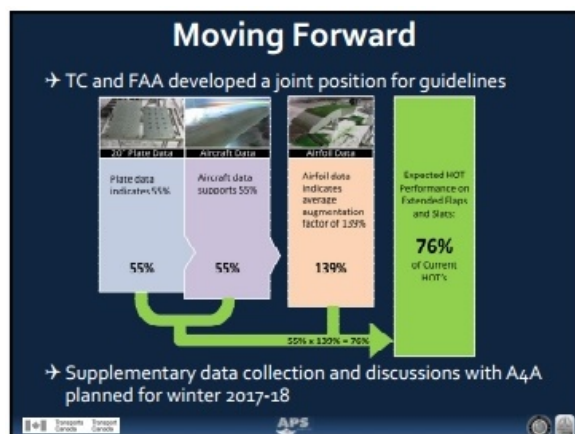 Moving Forward
✈ TC and FAA developed a joint position for guidelines
20° Plate Data
Aircraft Data
Airfoil Data
Plate data
indicates 55%
55%
Aircraft data
supports 55%
55%
Airfoil data
indicates
average
augmentation
factor of 139%
139%
Expected HOT
Performance on
Extended Flaps
and Slats:
76%
of Current
HOT's
55% x 139% = 76%
✈ Supplementary data collection and discussions with A4A
planned for winter 2017-18
Transports Canada
Transport Canada
APS